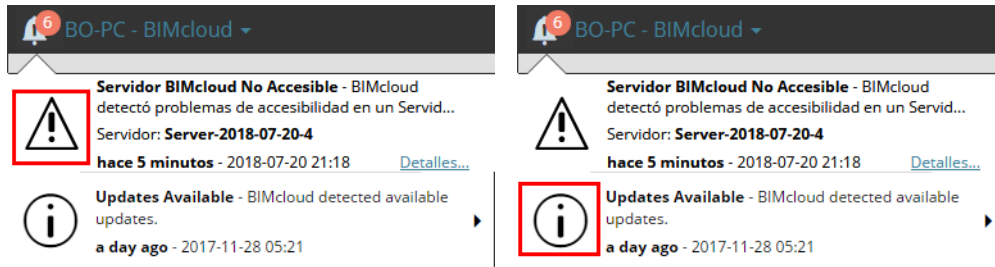 6
BO-PC - BIMcloud
Servidor BIMcloud No Accesible - BIMcloud
detectó problemas de accesibilidad en un Servid...
Servidor: Server-2018-07-20-4
hace 5 minutos - 2018-07-20 21:18 Detalles...
Updates Available - BIMcloud detected available
updates.
a day ago - 2017-11-28 05:21
6
BO-PC - BIMcloud
Servidor BIMcloud No Accesible - BIMcloud
detectó problemas de accesibilidad en un Servid...
Servidor: Server-2018-07-20-4
hace 5 minutos - 2018-07-20 21:18 Detalles...
Updates Available - BIMcloud detected available
updates.
a day ago - 2017-11-28 05:21